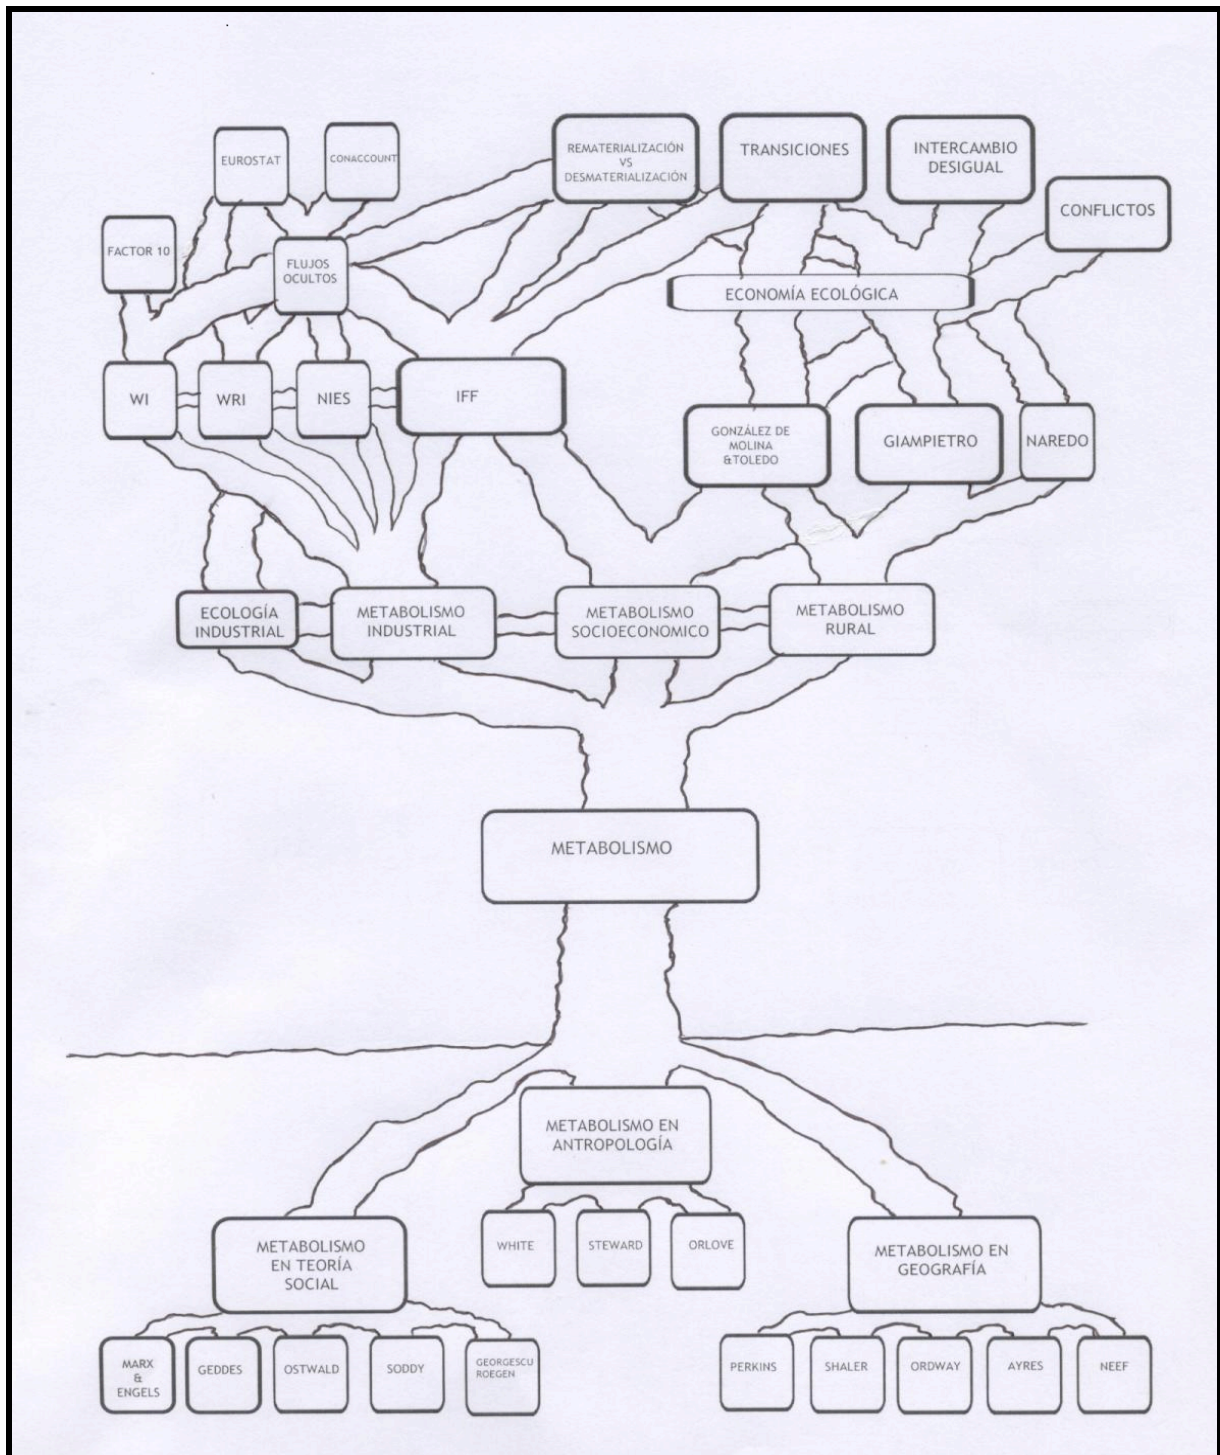 EUROSTAT
CONACCOUNT
REMATERIALIZACIÓN
VS
DESMATERIALIZACIÓN
TRANSICIONES
INTERCAMBIO
DESIGUAL
CONFLICTOS
FACTOR 10
FLUJOS
OCULTOS
ECONOMÍA ECOLÓGICA
WI
WRI
NIES
IFF
GONZÁLEZ DE
MOLINA
&TOLEDO
GIAMPIETRO
NAREDO
ECOLOGÍA
INDUSTRIAL
METABOLISMO
INDUSTRIAL
METABOLISMO
SOCIOECONOMICO
METABOLISMO
RURAL
METABOLISMO
METABOLISMO EN
ANTROPOLOGÍA
WHITE
STEWARD
ORLOVE
METABOLISMO
EN TEORÍA
SOCIAL
METABOLISMO EN
GEOGRAFÍA
MARX
&
ENGELS
GEDDES
OSTWALD
SODDY
GEORGESCU
ROEGEN
PERKINS
SHALER
ORDWAY
AYRES
NEEF